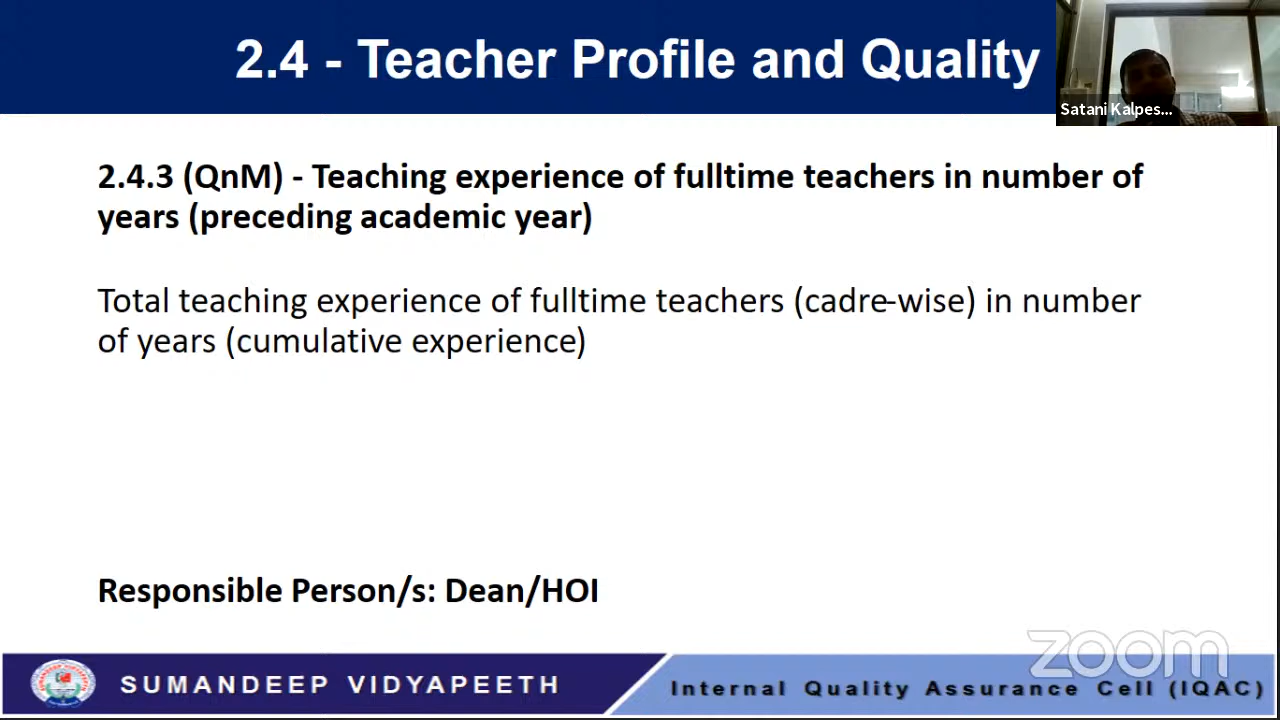 2.4 - Teacher Profile and Quality
Satani Kalpes...
2.4.3 (QnM) - Teaching experience of fulltime teachers in number of
years (preceding academic year)
Total teaching experience of fulltime teachers (cadre-wise) in number
of years (cumulative experience)
Responsible Person/s: Dean/HOI
zoom
SUMANDEEP VIDYAPEETH
Internal Quality Assurance Cell (IQAC)